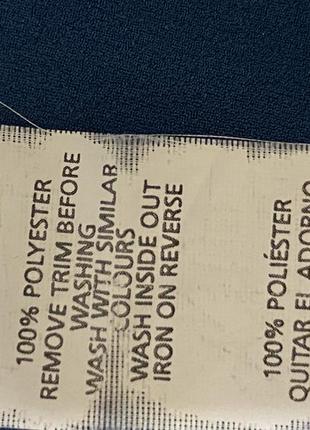 100% POLYESTER
REMOVE TRIM BEFORE
WASHING
WASH WITH SIMILAR
COLOURS
WASH INSIDE OUT
IRON ON REVERSE
100% POLIÉSTER
QUITAR EL ADORNO